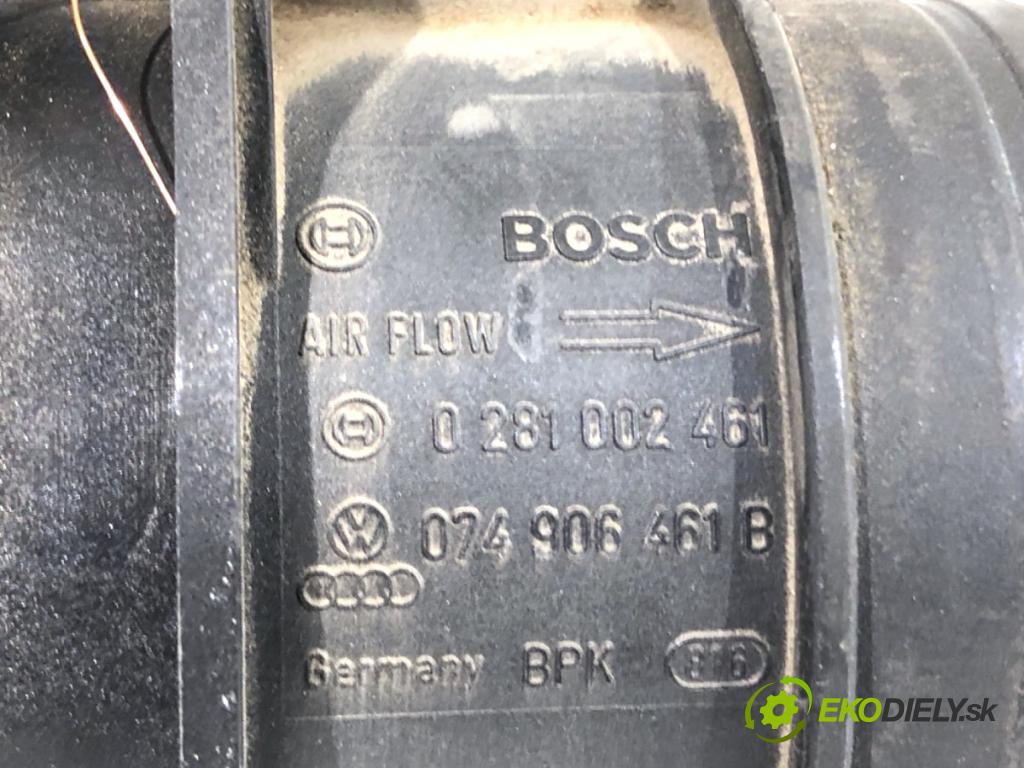 BOSCH
AIR FLOW
0 281 002 461
074 906 461 B
Germany BPK
EKODIELY.sk